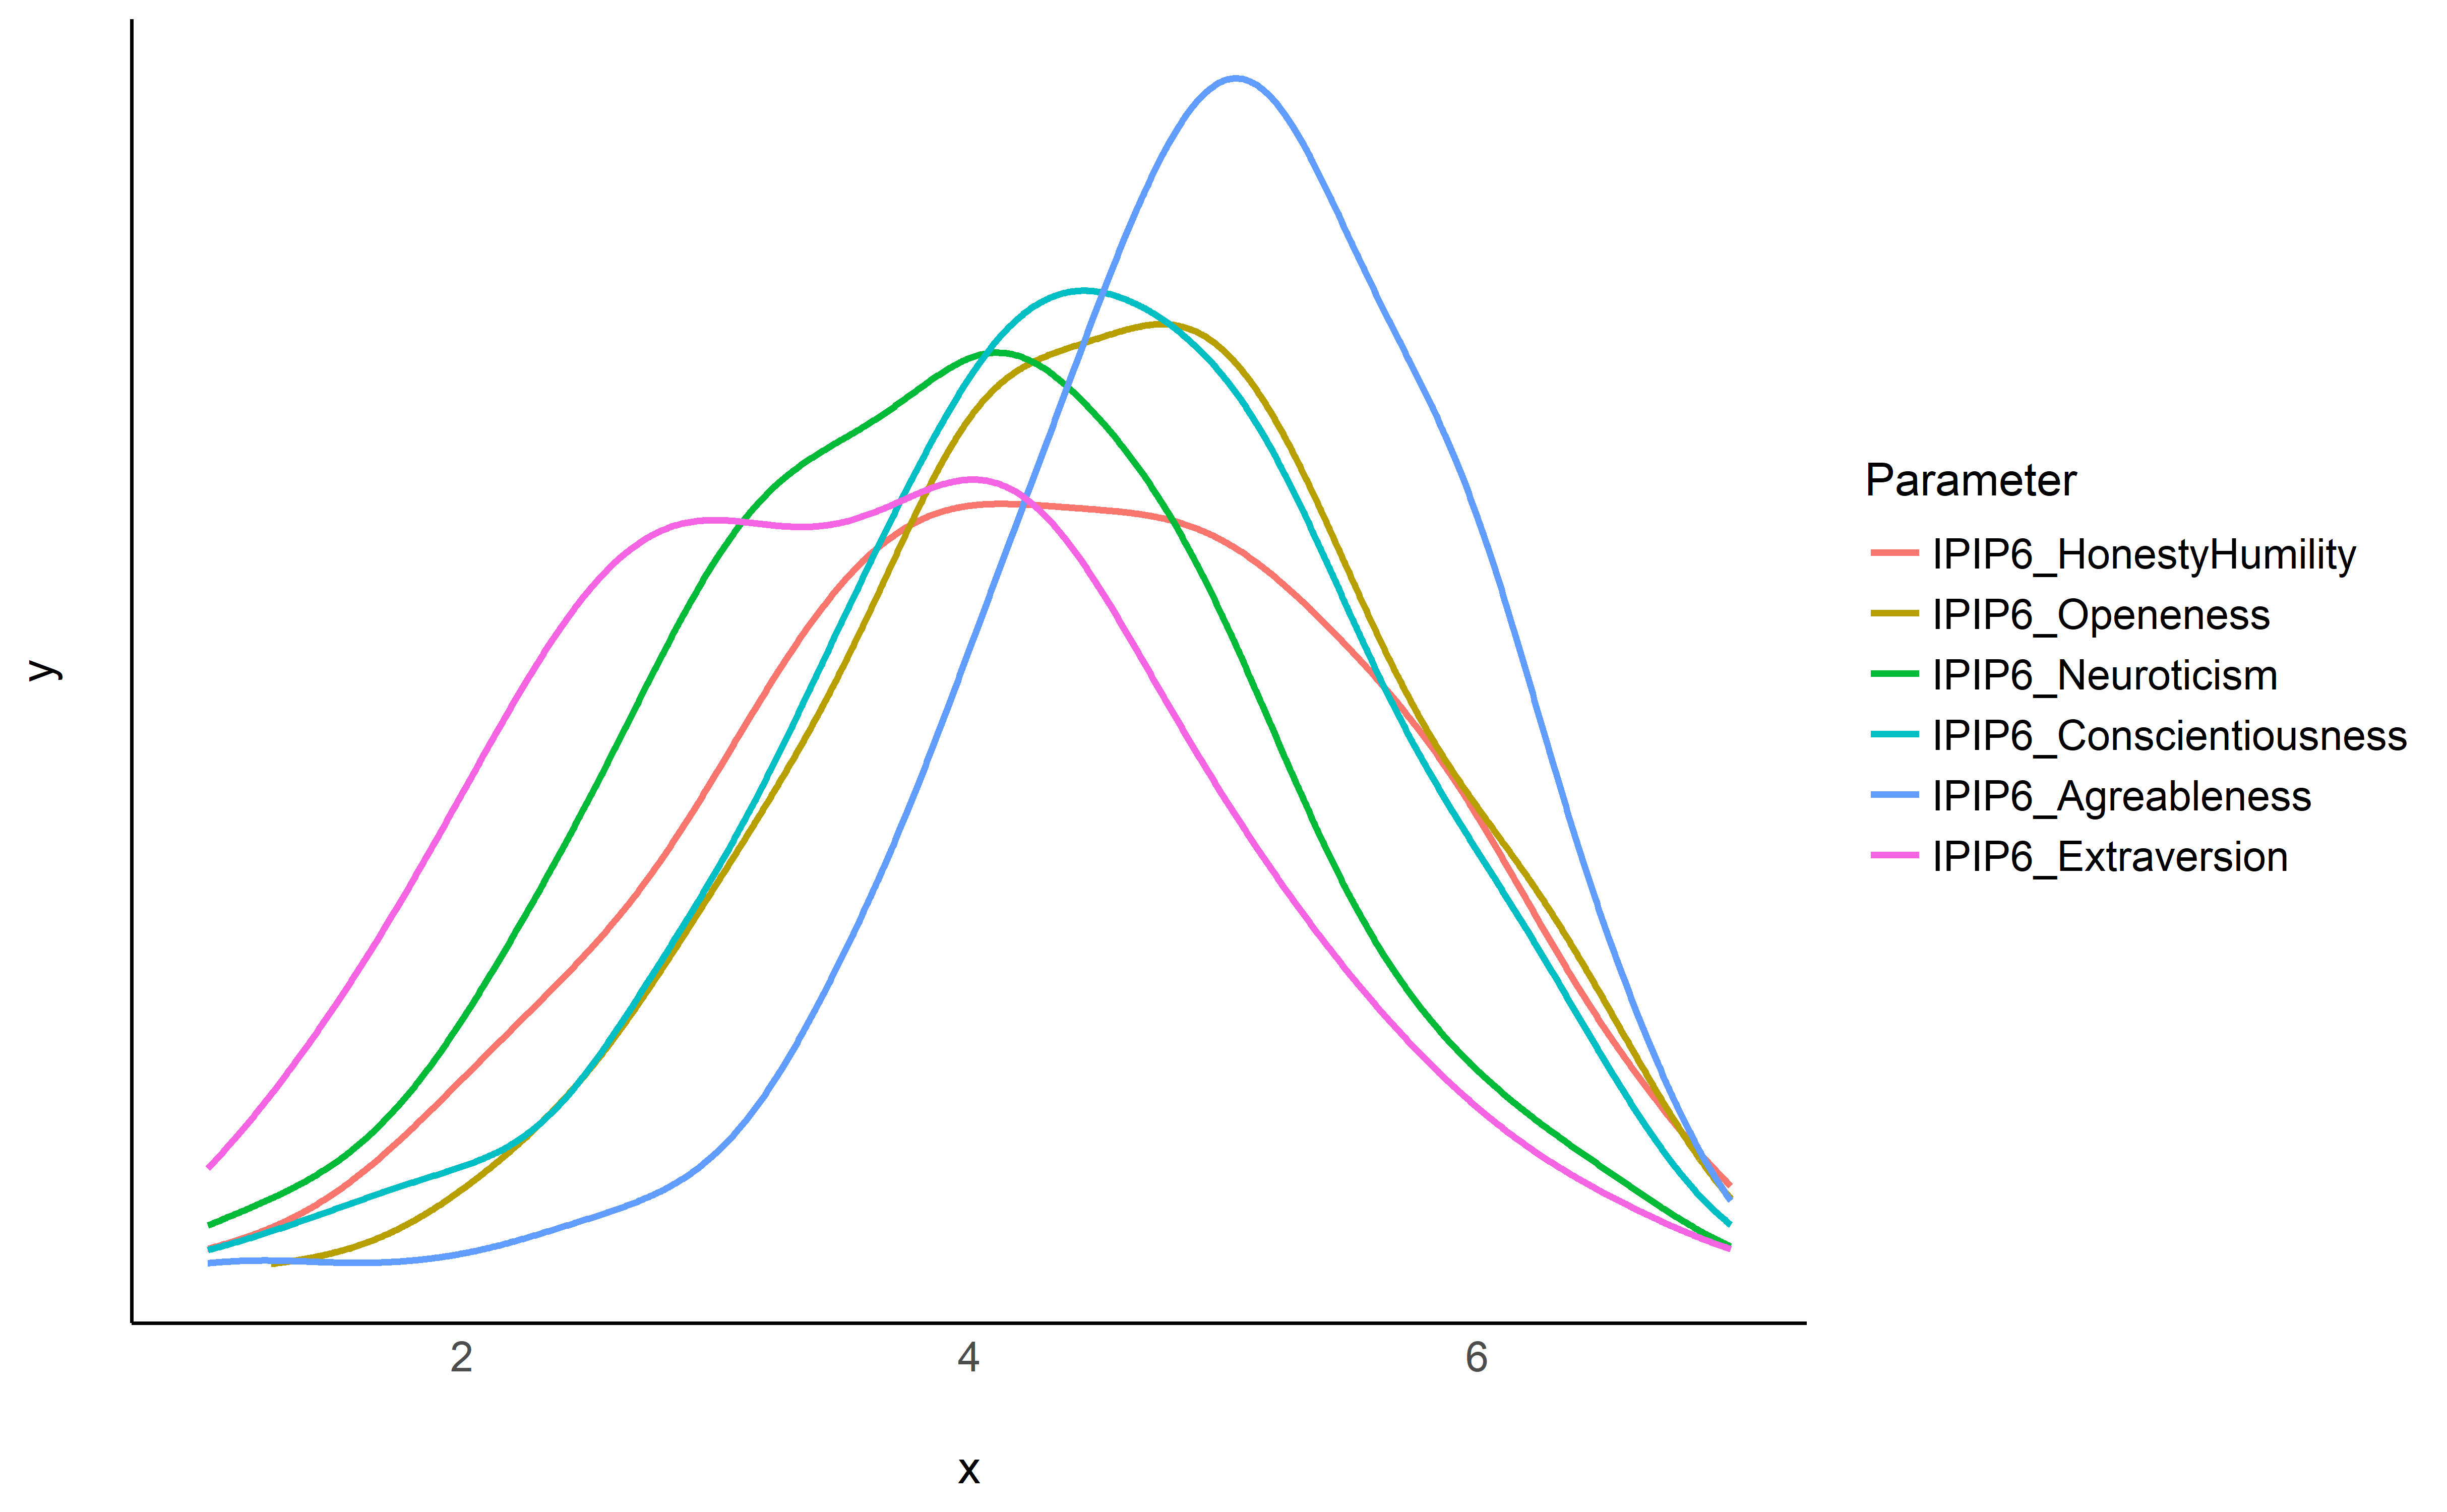 y
2
4
6
x
Parameter
IPIP6_HonestyHumility
IPIP6_Openeness
IPIP6_Neuroticism
IPIP6_Conscientiousness
IPIP6_Agreableness
IPIP6_Extraversion